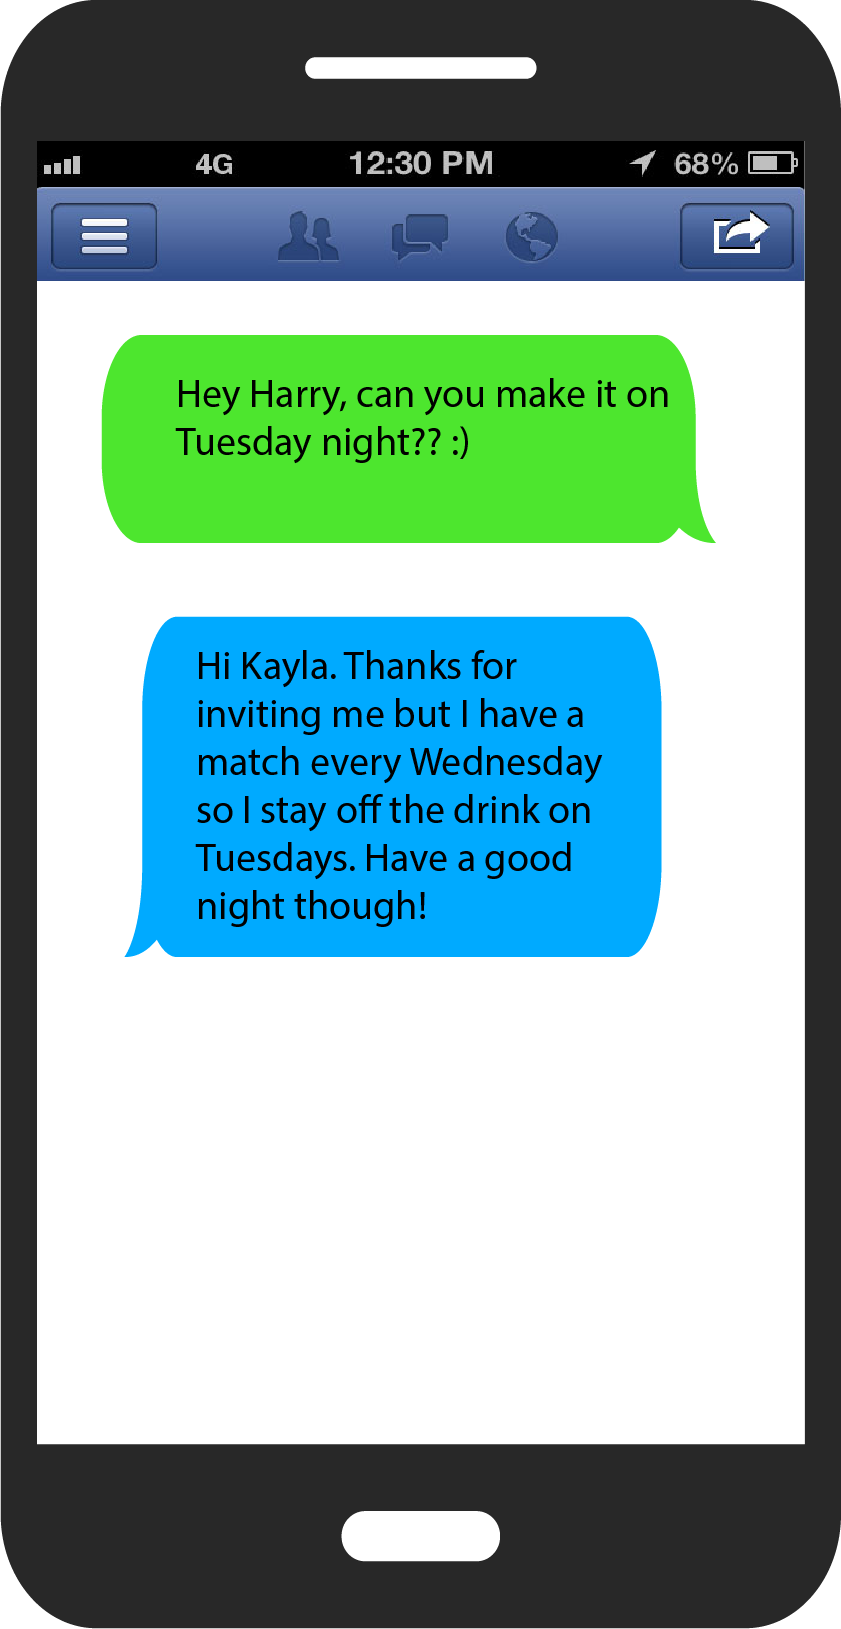 4G 12:30 PM 68%
Hey Harry, can you make it on
Tuesday night?? :)
Hi Kayla. Thanks for
inviting me but I have a
match every Wednesday
so I stay off the drink on
Tuesdays. Have a good
night though!